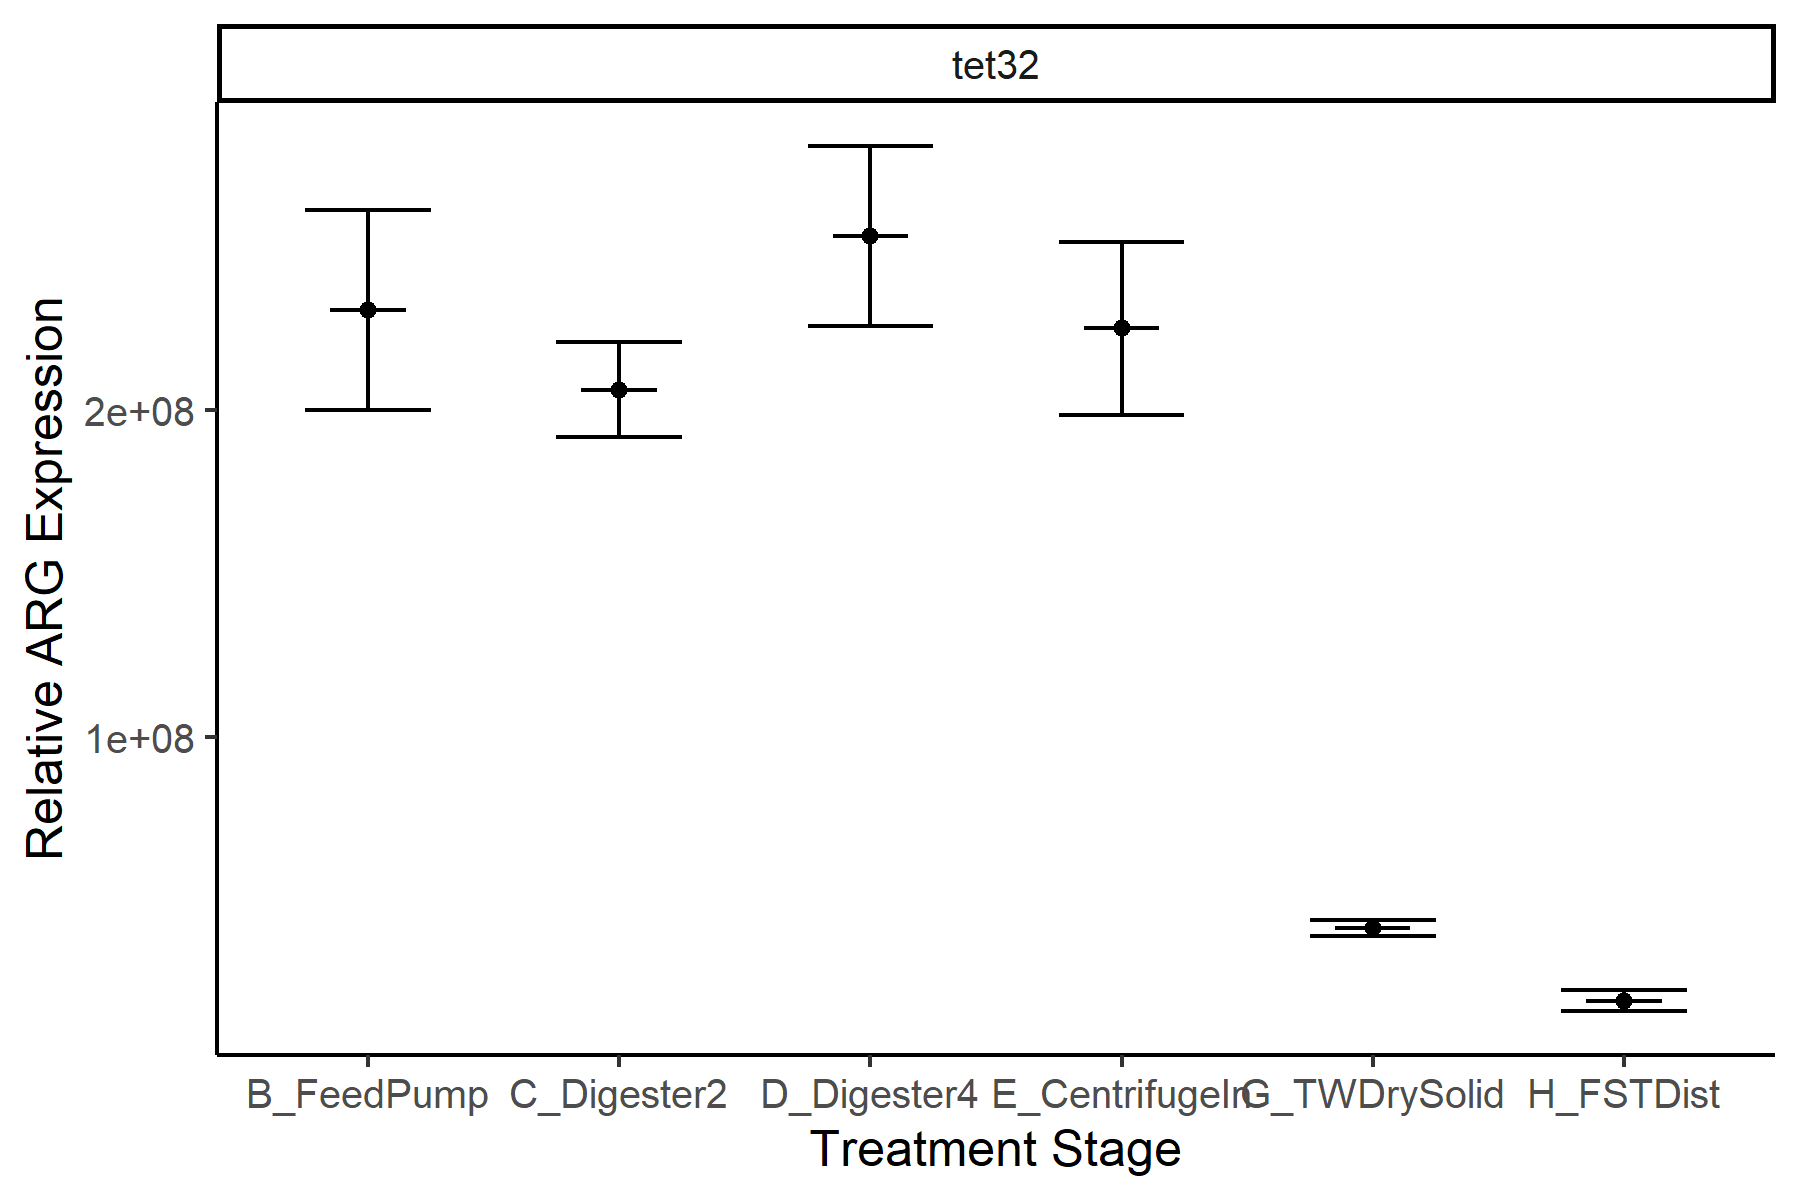 tet32
Relative ARG Expression
2e+08
1e+08
B_FeedPump C_Digester2 D_Digester4 E_CentrifugeIn G_TWDrySolid H_FSTDist
Treatment Stage